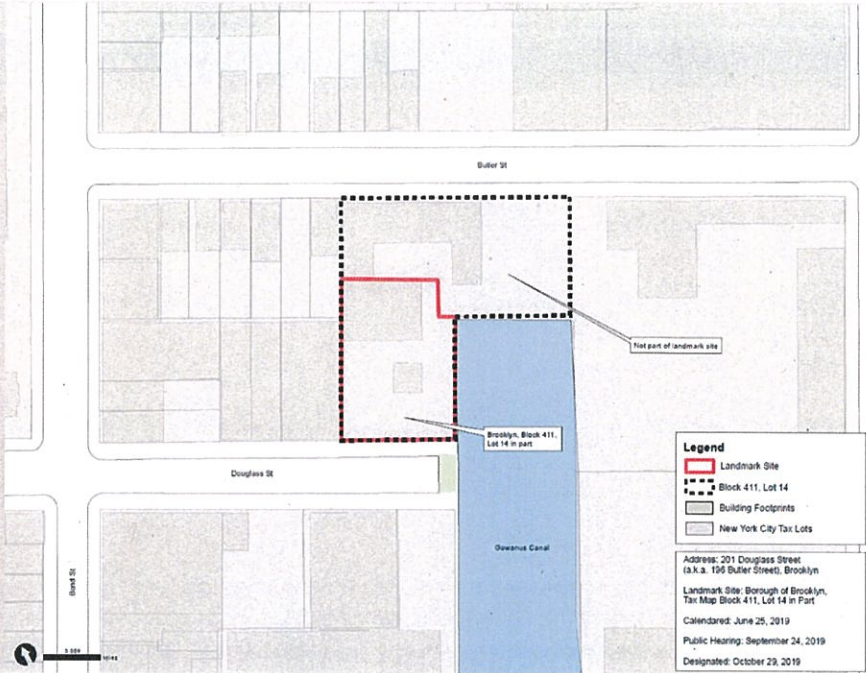 Butler St
Not part of landmark site
Brooklyn, Block 411,
Lot 14 in part
Douglass St
Gowanus Canal
Bond St
Legend
Landmark Site
Block 411, Lot 14
Building Footprints
New York City Tax Lots
Address: 201 Douglass Street
(a.k.a. 196 Butler Street), Brooklyn
Landmark Site: Borough of Brooklyn,
Tax Map Block 411, Lot 14 in Part
Calendared: June 25, 2019
Public Hearing: September 24, 2019
Designated: October 29, 2019